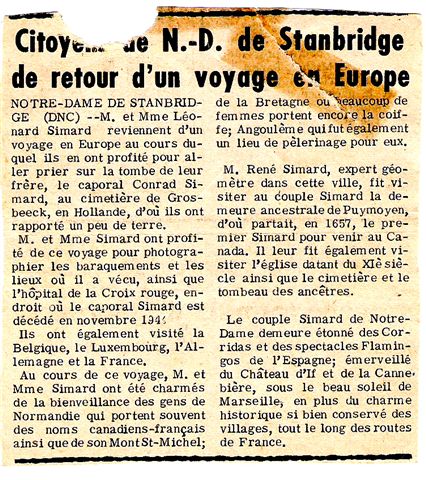 Citoyens de N.-D. de Stanbridge
de retour d'un voyage en Europe
NOTRE-DAME DE STANBRID-
GE (DNC) --M. et Mme Léo-
nard Simard reviennent d'un
voyage en Europe au cours du-
quel ils en ont profité pour al-
ler prier sur la tombe de leur
frère, le caporal Conrad Si-
mard, au cimetière de Gros-
beeck, en Hollande, d'où ils ont
rapporté un peu de terre.
M. et Mme Simard ont profi-
té de ce voyage pour photogra-
phier les baraquements et les
lieux où il a vécu, ainsi que
l'hôpital de la Croix rouge, en-
droit où le caporal Simard est
décédé en novembre 1944
Ils ont également visité la
Belgique, le Luxembourg, l'Al-
lemagne et la France.
Au cours de ce voyage, M. et
Mme Simard ont été charmés
de la bienveillance des gens de
Normandie qui portent souvent
des noms canadiens-français
ainsi que de son Mont St-Michel;
de la Bretagne où beaucoup de
femmes portent encore la coif-
fe; Angoulème qui fut également
un lieu de pèlerinage pour eux.
M. René Simard, expert géo-
mètre dans cette ville, fit vi-
siter au couple Simard la de-
meure ancestrale de Puymoyen,
d'où partait, en 1657, le pre-
mier Simard pour venir au Ca-
nada. Il leur fit également vi-
siter l'église datant du XIè siè-
cle ainsi que le cimetière et le
tombeau des ancêtres.
Le couple Simard de Notre-
Dame demeure étonné des Cor-
ridas et des spectacles Flamin-
gos de l'Espagne; émerveillé
du Château d'If et de la Canne-
bière, sous le beau soleil de
Marseille, en plus du charme
historique si bien conservé des
villages, tout le long des routes
de France.